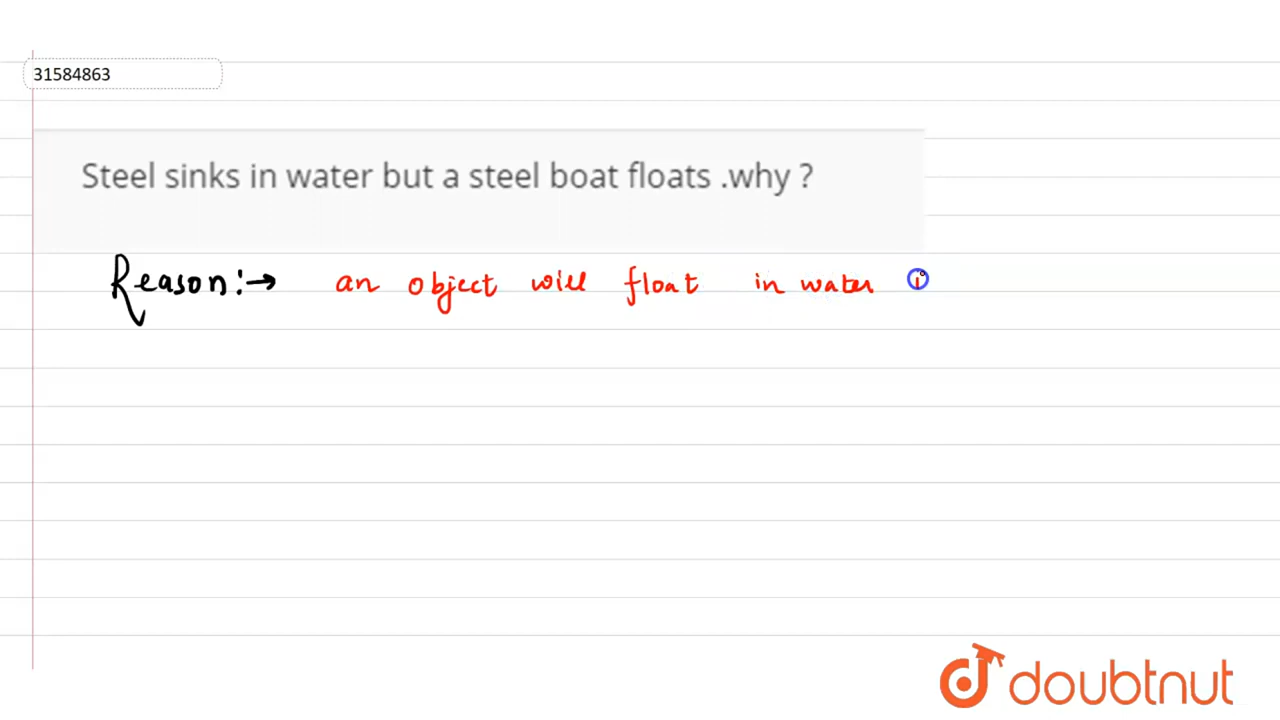 31584863
Steel sinks in water but a steel boat floats .why ?
Reason:→ an object will float in water i
doubtnut